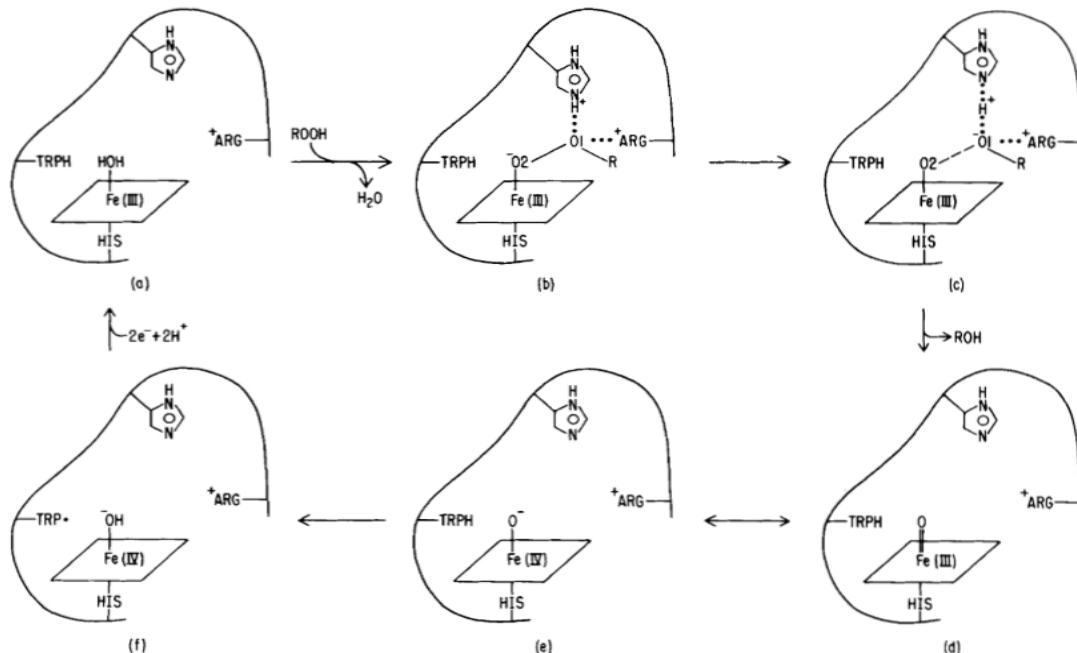 H
N
N
+ARG
TRPH
HOH
Fe (III)
HIS
(a)
ROOH
H2O
H
N
N
H+
O1
+ARG
R
−O2
Fe (III)
HIS
(b)
H
N
N
H+
−O1
+ARG
R
TRPH
O2
Fe (III)
HIS
(c)
2e−+2H+
ROH
H
N
N
+ARG
TRP•
−OH
Fe (IV)
HIS
(f)
H
N
N
+ARG
TRPH
O−
Fe (IV)
HIS
(e)
H
N
N
+ARG
TRPH
O
Fe (III)
HIS
(d)